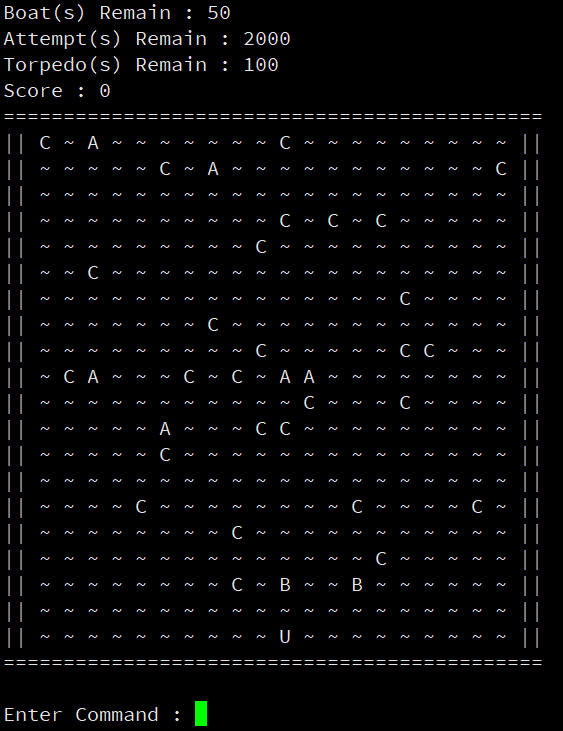 Boat(s) Remain : 50
Attempt(s) Remain : 2000
Torpedo(s) Remain : 100
Score : 0
=============================================
|| C ~ A ~ ~ ~ ~ ~ ~ ~ C ~ ~ ~ ~ ~ ~ ~ ~ ~ ||
|| ~ ~ ~ ~ ~ C ~ A ~ ~ ~ ~ ~ ~ ~ ~ ~ ~ ~ C ||
|| ~ ~ ~ ~ ~ ~ ~ ~ ~ ~ ~ ~ ~ ~ ~ ~ ~ ~ ~ ~ ||
|| ~ ~ ~ ~ ~ ~ ~ ~ ~ ~ C ~ C ~ C ~ ~ ~ ~ ~ ||
|| ~ ~ ~ ~ ~ ~ ~ ~ ~ C ~ ~ ~ ~ ~ ~ ~ ~ ~ ~ ||
|| ~ ~ C ~ ~ ~ ~ ~ ~ ~ ~ ~ ~ ~ ~ ~ ~ ~ ~ ~ ||
|| ~ ~ ~ ~ ~ ~ ~ ~ ~ ~ ~ ~ ~ ~ ~ C ~ ~ ~ ~ ||
|| ~ ~ ~ ~ ~ ~ ~ C ~ ~ ~ ~ ~ ~ ~ ~ ~ ~ ~ ~ ||
|| ~ ~ ~ ~ ~ ~ ~ ~ ~ C ~ ~ ~ ~ ~ C C ~ ~ ~ ||
|| ~ C A ~ ~ ~ C ~ C ~ A A ~ ~ ~ ~ ~ ~ ~ ~ ||
|| ~ ~ ~ ~ ~ ~ ~ ~ ~ ~ ~ C ~ ~ ~ C ~ ~ ~ ~ ||
|| ~ ~ ~ ~ ~ A ~ ~ ~ C C ~ ~ ~ ~ ~ ~ ~ ~ ~ ||
|| ~ ~ ~ ~ ~ C ~ ~ ~ ~ ~ ~ ~ ~ ~ ~ ~ ~ ~ ~ ||
|| ~ ~ ~ ~ ~ ~ ~ ~ ~ ~ ~ ~ ~ ~ ~ ~ ~ ~ ~ ~ ||
|| ~ ~ ~ ~ C ~ ~ ~ ~ ~ ~ ~ ~ C ~ ~ ~ ~ C ~ ||
|| ~ ~ ~ ~ ~ ~ ~ ~ C ~ ~ ~ ~ ~ ~ ~ ~ ~ ~ ~ ||
|| ~ ~ ~ ~ ~ ~ ~ ~ ~ ~ ~ ~ ~ ~ C ~ ~ ~ ~ ~ ||
|| ~ ~ ~ ~ ~ ~ ~ ~ C ~ B ~ ~ B ~ ~ ~ ~ ~ ~ ||
|| ~ ~ ~ ~ ~ ~ ~ ~ ~ ~ ~ ~ ~ ~ ~ ~ ~ ~ ~ ~ ||
|| ~ ~ ~ ~ ~ ~ ~ ~ ~ ~ U ~ ~ ~ ~ ~ ~ ~ ~ ~ ||
=============================================
Enter Command :